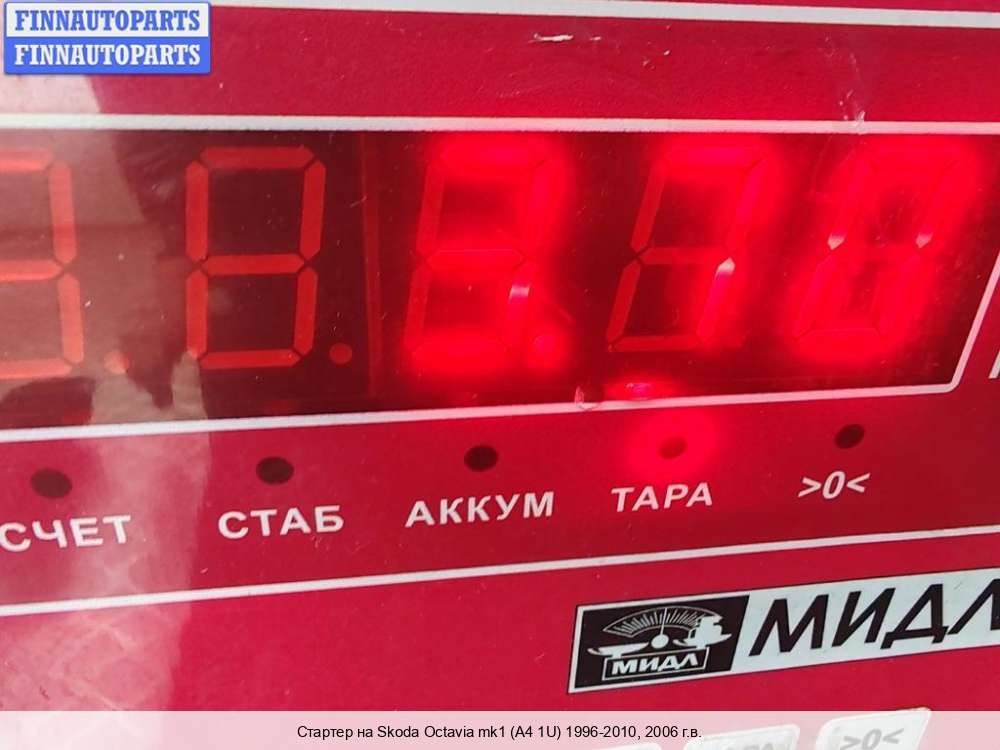 FINNAUTOPARTS
FINNAUTOPARTS
СЧЕТ СТАБ АККУМ ТАРА >0<
МИДЛ МИДЛ
>0<
Стартер на Skoda Octavia mk1 (A4 1U) 1996-2010, 2006 г.в.